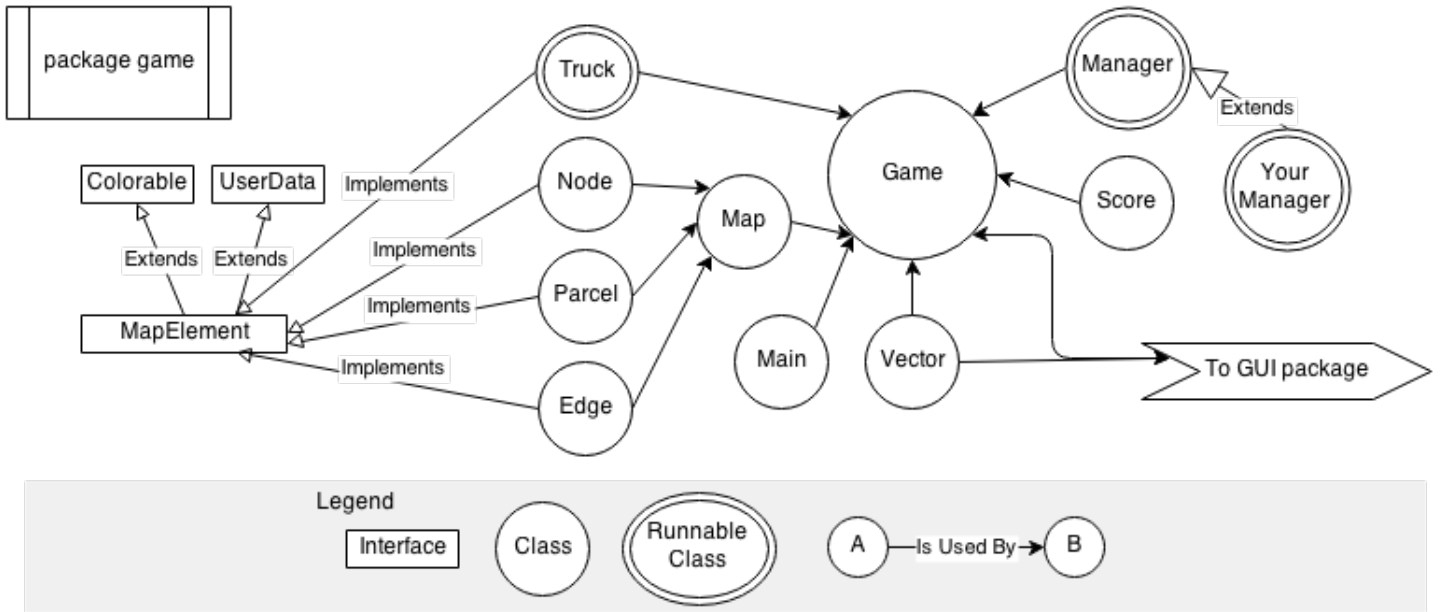 package game
Truck
Manager
Extends
Game
Colorable
UserData
Implements
Node
Your
Manager
Score
Map
Implements
Extends
Extends
Parcel
Implements
MapElement
Main
Vector
To GUI package
Implements
Edge
Legend
Interface
Class
Runnable
Class
A
Is Used By
B